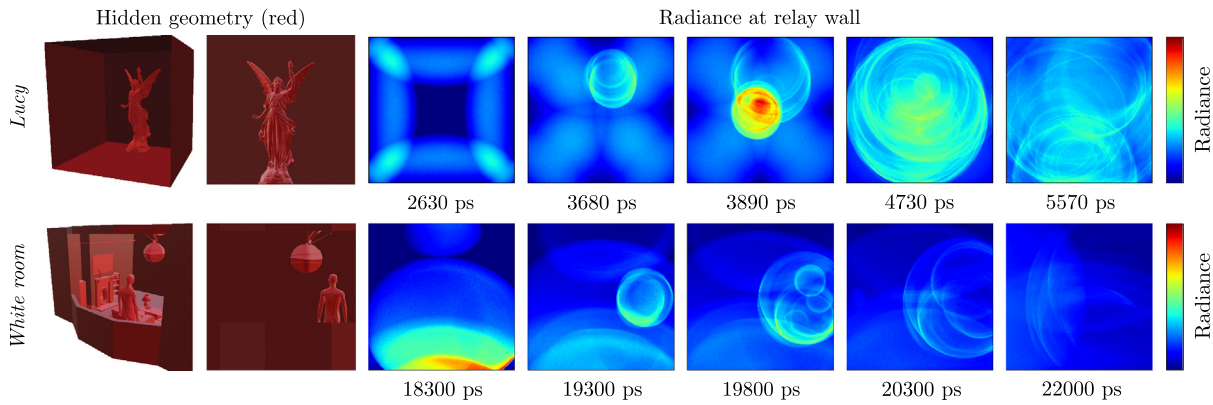 Hidden geometry (red)
Radiance at relay wall
Lucy
Radiance
2630 ps
3680 ps
3890 ps
4730 ps
5570 ps
White room
Radiance
18300 ps
19300 ps
19800 ps
20300 ps
22000 ps